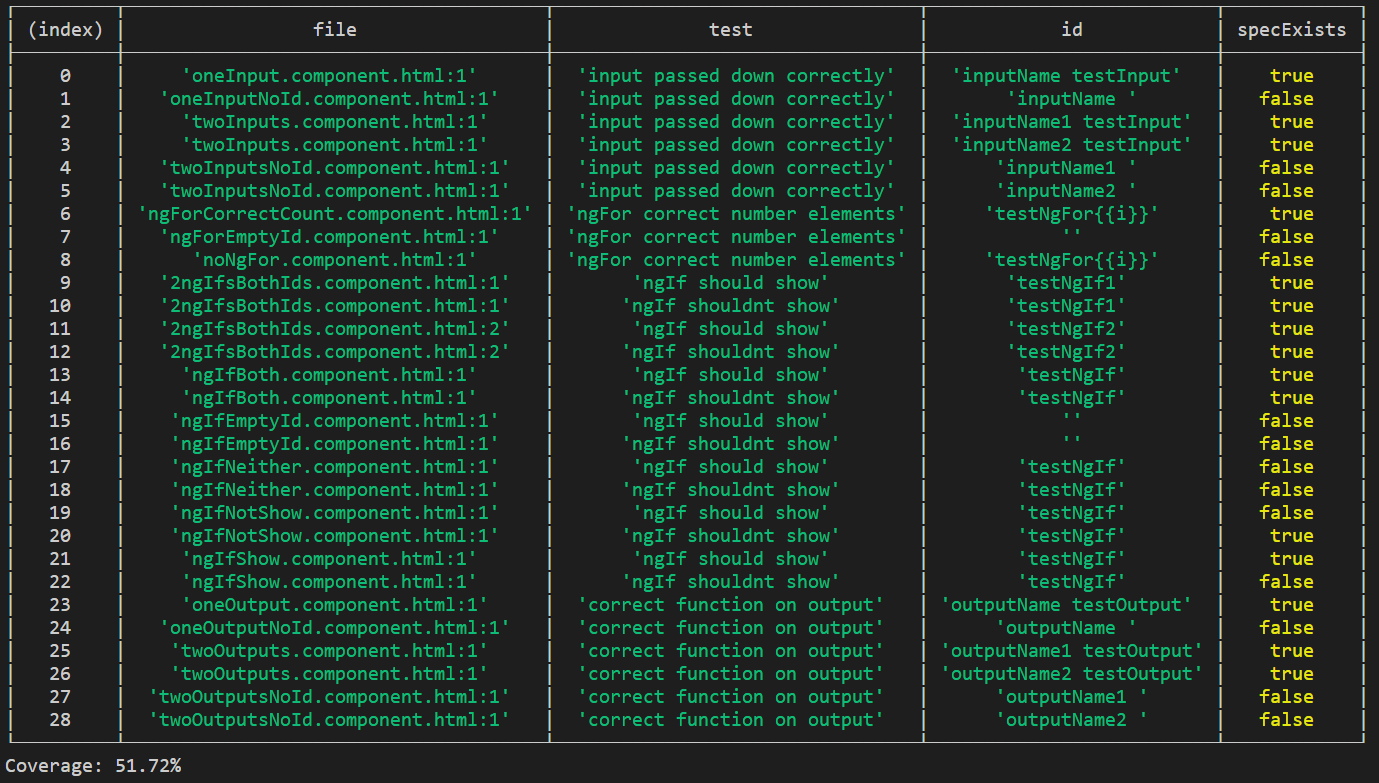 (index) file test id specExists
0 'oneInput.component.html:1' 'input passed down correctly' 'inputName testInput' true
1 'oneInputNoId.component.html:1' 'input passed down correctly' 'inputName ' false
2 'twoInputs.component.html:1' 'input passed down correctly' 'inputName1 testInput' true
3 'twoInputs.component.html:1' 'input passed down correctly' 'inputName2 testInput' true
4 'twoInputsNoId.component.html:1' 'input passed down correctly' 'inputName1 ' false
5 'twoInputsNoId.component.html:1' 'input passed down correctly' 'inputName2 ' false
6 'ngForCorrectCount.component.html:1' 'ngFor correct number elements' 'testNgFor{{i}}' true
7 'ngForEmptyId.component.html:1' 'ngFor correct number elements' '' false
8 'noNgFor.component.html:1' 'ngFor correct number elements' 'testNgFor{{i}}' false
9 '2ngIfsBothIds.component.html:1' 'ngIf should show' 'testNgIf1' true
10 '2ngIfsBothIds.component.html:1' 'ngIf shouldnt show' 'testNgIf1' true
11 '2ngIfsBothIds.component.html:2' 'ngIf should show' 'testNgIf2' true
12 '2ngIfsBothIds.component.html:2' 'ngIf shouldnt show' 'testNgIf2' true
13 'ngIfBoth.component.html:1' 'ngIf should show' 'testNgIf' true
14 'ngIfBoth.component.html:1' 'ngIf shouldnt show' 'testNgIf' true
15 'ngIfEmptyId.component.html:1' 'ngIf should show' '' false
16 'ngIfEmptyId.component.html:1' 'ngIf shouldnt show' '' false
17 'ngIfNeither.component.html:1' 'ngIf should show' 'testNgIf' false
18 'ngIfNeither.component.html:1' 'ngIf shouldnt show' 'testNgIf' false
19 'ngIfNotShow.component.html:1' 'ngIf should show' 'testNgIf' false
20 'ngIfNotShow.component.html:1' 'ngIf shouldnt show' 'testNgIf' true
21 'ngIfShow.component.html:1' 'ngIf should show' 'testNgIf' true
22 'ngIfShow.component.html:1' 'ngIf shouldnt show' 'testNgIf' false
23 'oneOutput.component.html:1' 'correct function on output' 'outputName testOutput' true
24 'oneOutputNoId.component.html:1' 'correct function on output' 'outputName ' false
25 'twoOutputs.component.html:1' 'correct function on output' 'outputName1 testOutput' true
26 'twoOutputs.component.html:1' 'correct function on output' 'outputName2 testOutput' true
27 'twoOutputsNoId.component.html:1' 'correct function on output' 'outputName1 ' false
28 'twoOutputsNoId.component.html:1' 'correct function on output' 'outputName2 ' false
Coverage: 51.72%